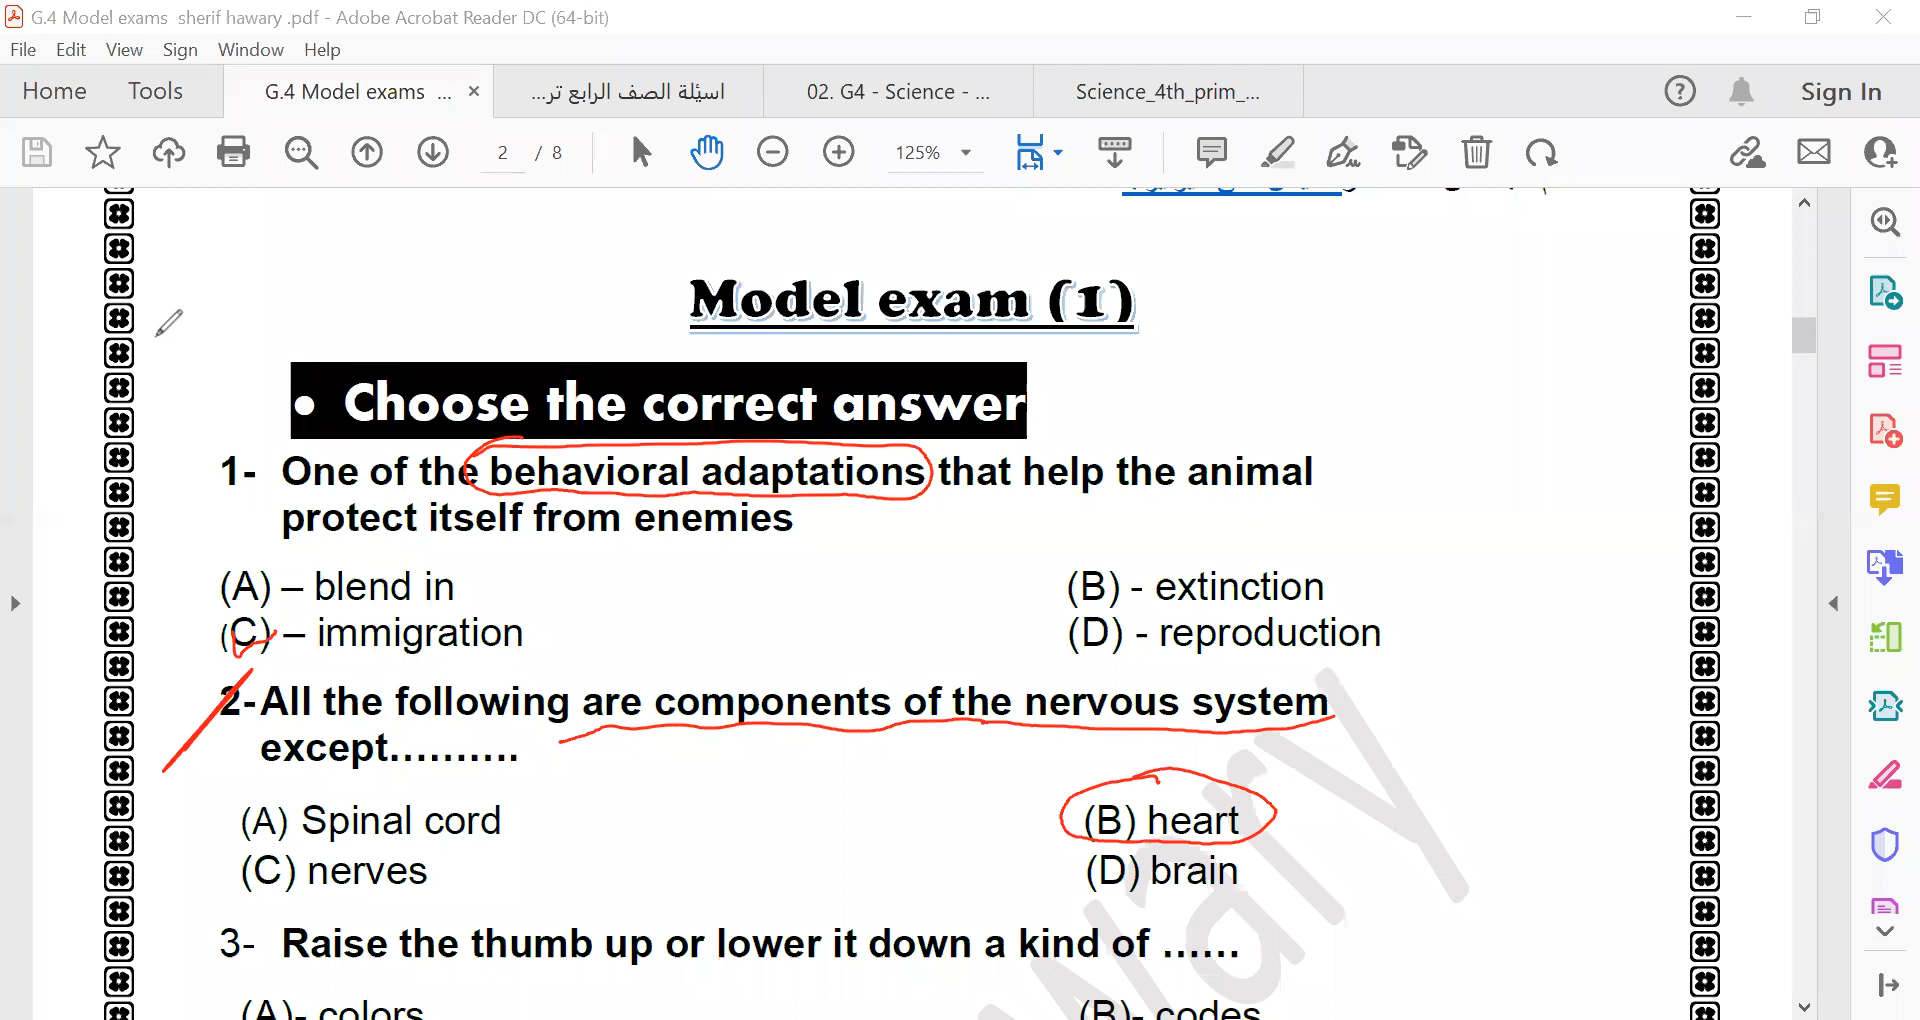 G.4 Model exams sherif hawary .pdf - Adobe Acrobat Reader DC (64-bit)
File Edit View Sign Window Help
Home Tools G.4 Model exams ... × اسئلة الصف الرابع تر... 02. G4 - Science - ... Science_4th_prim_... Sign In
2 / 8 125%
Model exam (1)
• Choose the correct answer
1- One of the behavioral adaptations that help the animal
protect itself from enemies
(A) – blend in (B) - extinction
(C) – immigration (D) - reproduction
2- All the following are components of the nervous system
except..........
(A) Spinal cord (B) heart
(C) nerves (D) brain
3- Raise the thumb up or lower it down a kind of ......
(A)- colors (B)- codes